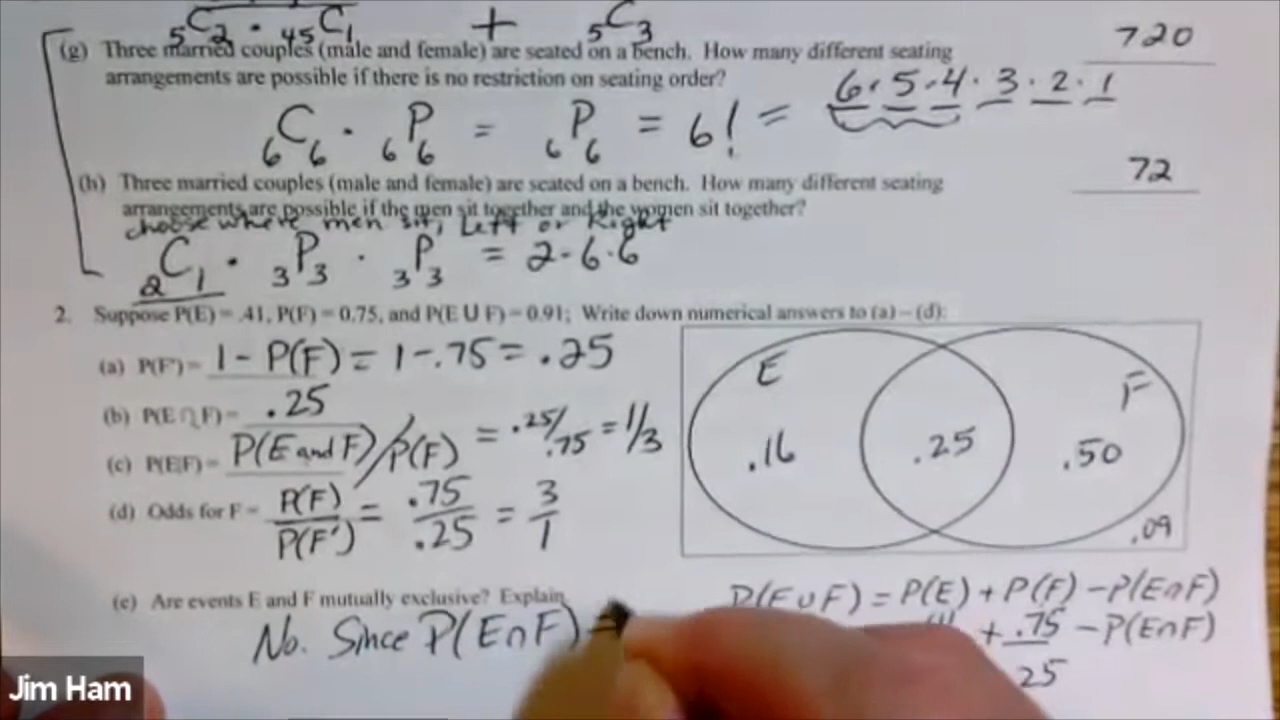 ₅C₂ · ₄₅C₁ + ₅C₃
(g) Three married couples (male and female) are seated on a bench. How many different seating
arrangements are possible if there is no restriction on seating order?
720
₆C₆ · ₆P₆ = ₆P₆ = 6! = 6 · 5 · 4 · 3 · 2 · 1
(h) Three married couples (male and female) are seated on a bench. How many different seating
arrangements are possible if the men sit together and the women sit together?
72
choose where men sit, Left or Right
₂C₁ · ₃P₃ · ₃P₃ = 2·6·6
2. Suppose P(E) = .41, P(F) = 0.75, and P(E U F) = 0.91; Write down numerical answers to (a) – (d):
(a) P(F') = 1 - P(F) = 1 - .75 = .25
(b) P(E ∩ F) = .25
(c) P(E|F) = P(E and F)/P(F) = .25/.75 = 1/3
(d) Odds for F = P(F)/P(F') = .75/.25 = 3/1
E
F
.16
.25
.50
.09
(e) Are events E and F mutually exclusive? Explain
No. Since P(E∩F) =
P(E∪F) = P(E) + P(F) - P(E∩F)
+ .75 - P(E∩F)
25
Jim Ham